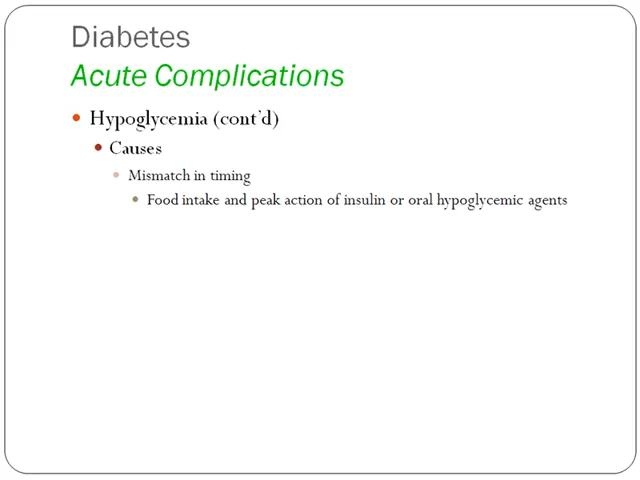 Diabetes
Acute Complications
Hypoglycemia (cont'd)
Causes
Mismatch in timing
Food intake and peak action of insulin or oral hypoglycemic agents